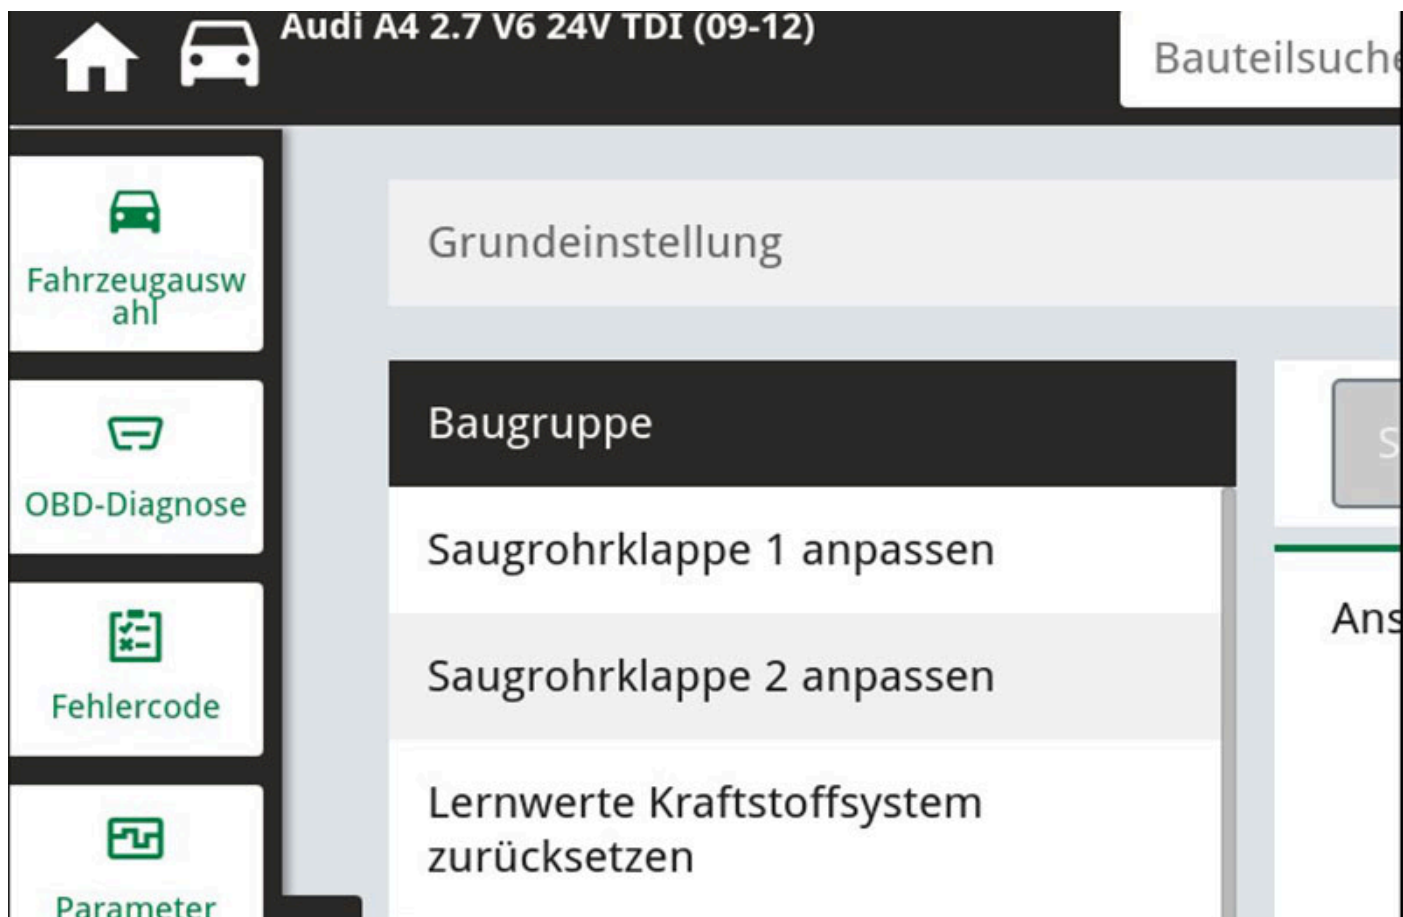 Audi A4 2.7 V6 24V TDI (09-12)
Bauteilsuche
Fahrzeugausw
ahl
OBD-Diagnose
Fehlercode
Parameter
Grundeinstellung
Baugruppe
Saugrohrklappe 1 anpassen
Saugrohrklappe 2 anpassen
Lernwerte Kraftstoffsystem
zurücksetzen